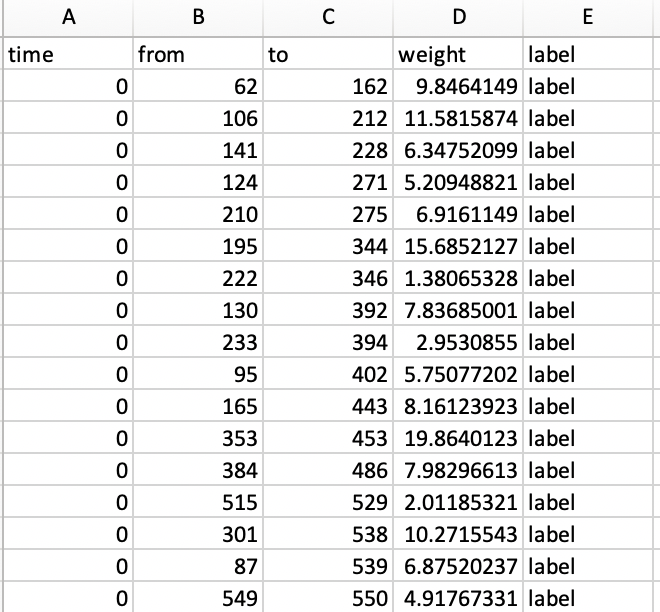 A B C D E
time from to weight label
0 62 162 9.8464149 label
0 106 212 11.5815874 label
0 141 228 6.34752099 label
0 124 271 5.20948821 label
0 210 275 6.9161149 label
0 195 344 15.6852127 label
0 222 346 1.38065328 label
0 130 392 7.83685001 label
0 233 394 2.9530855 label
0 95 402 5.75077202 label
0 165 443 8.16123923 label
0 353 453 19.8640123 label
0 384 486 7.98296613 label
0 515 529 2.01185321 label
0 301 538 10.2715543 label
0 87 539 6.87520237 label
0 549 550 4.91767331 label